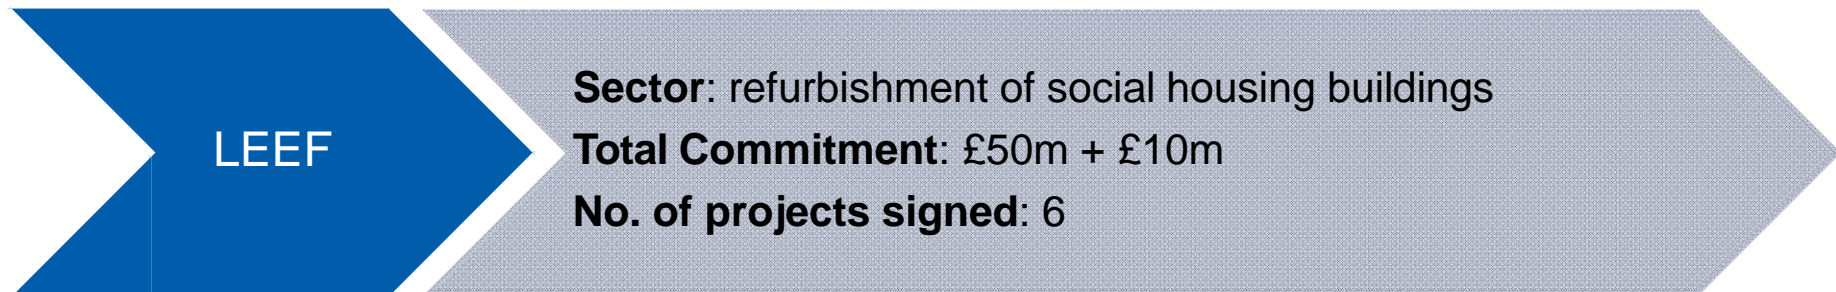 LEEF
Sector: refurbishment of social housing buildings
Total Commitment: £50m + £10m
No. of projects signed: 6